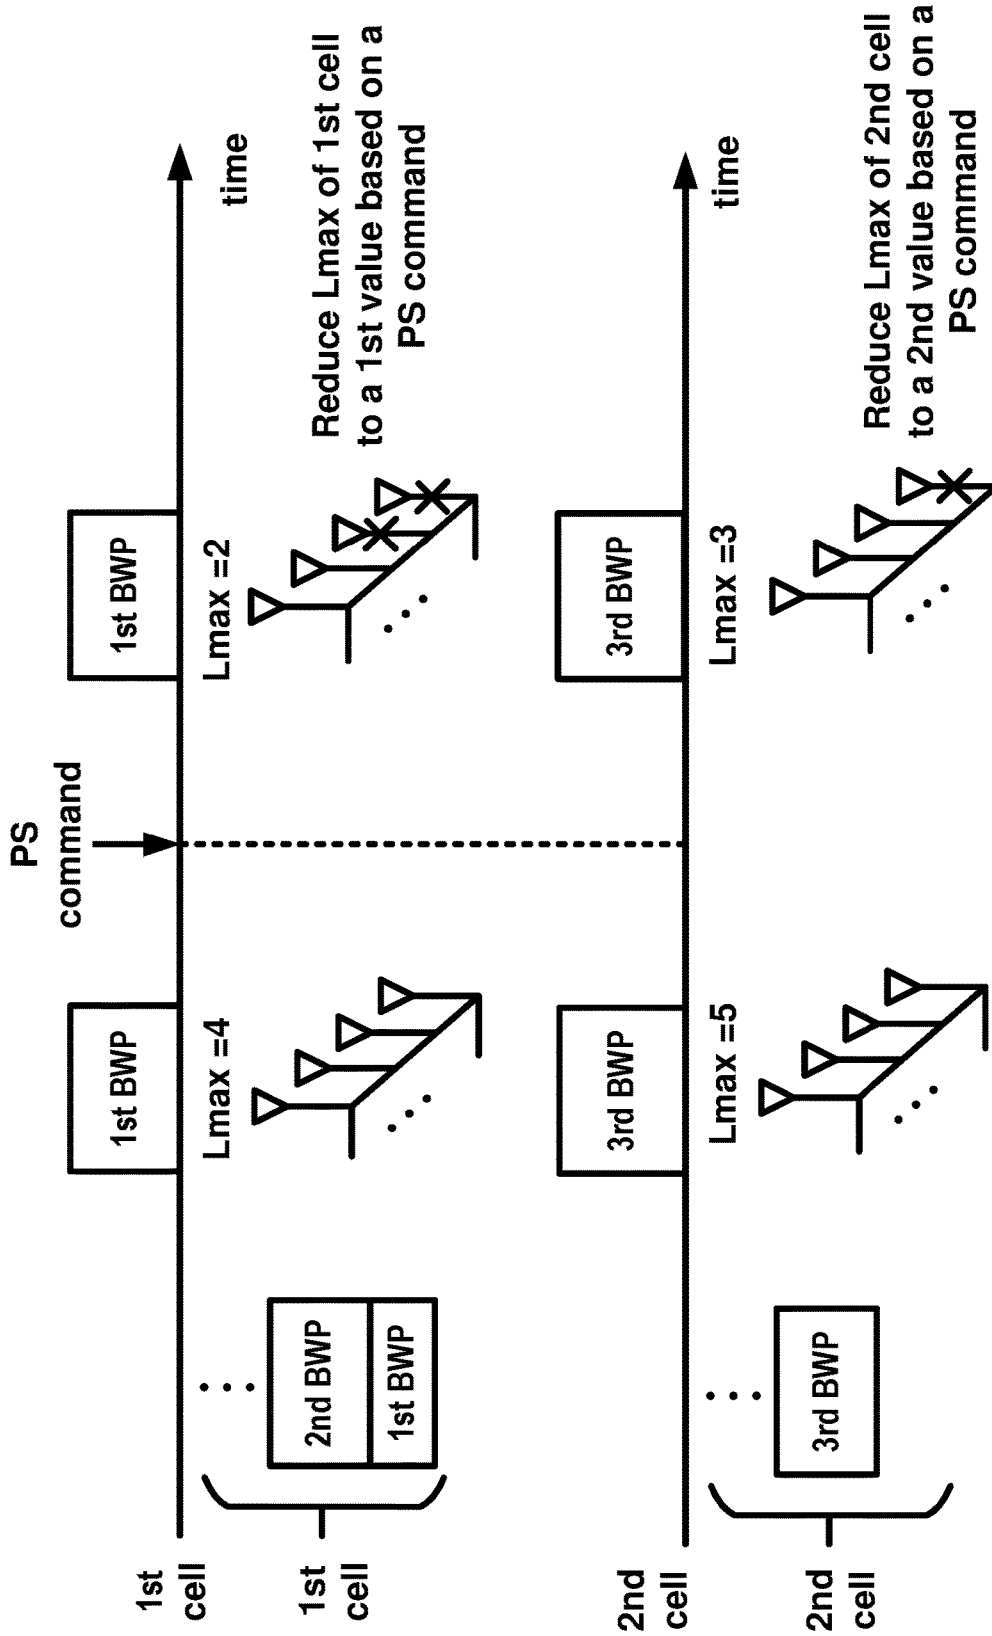 PS
command
1st
cell
1st BWP
1st BWP
time
Lmax =4
Lmax =2
1st
cell
2nd BWP
1st BWP
Reduce Lmax of 1st cell
to a 1st value based on a
PS command
2nd
cell
3rd BWP
3rd BWP
time
Lmax =5
Lmax =3
2nd
cell
3rd BWP
Reduce Lmax of 2nd cell
to a 2nd value based on a
PS command